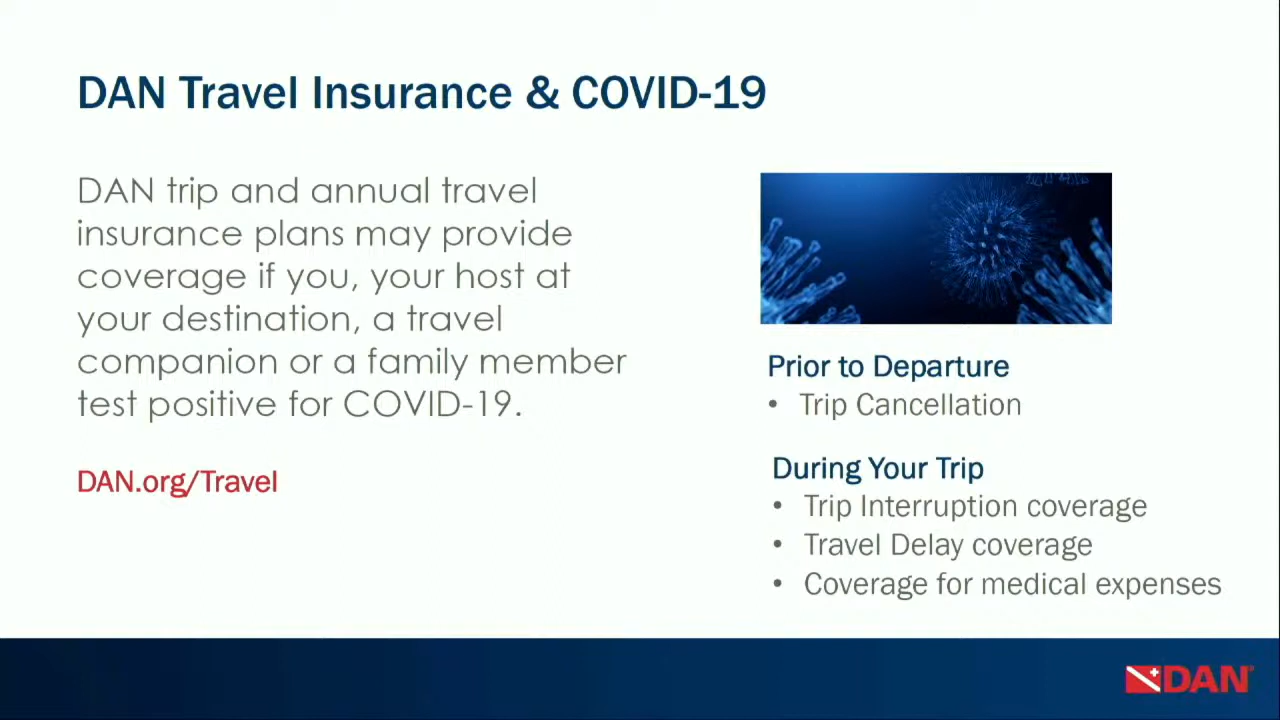 DAN Travel Insurance & COVID-19
DAN trip and annual travel
insurance plans may provide
coverage if you, your host at
your destination, a travel
companion or a family member
test positive for COVID-19.
DAN.org/Travel
Prior to Departure
• Trip Cancellation
During Your Trip
• Trip Interruption coverage
• Travel Delay coverage
• Coverage for medical expenses
DAN